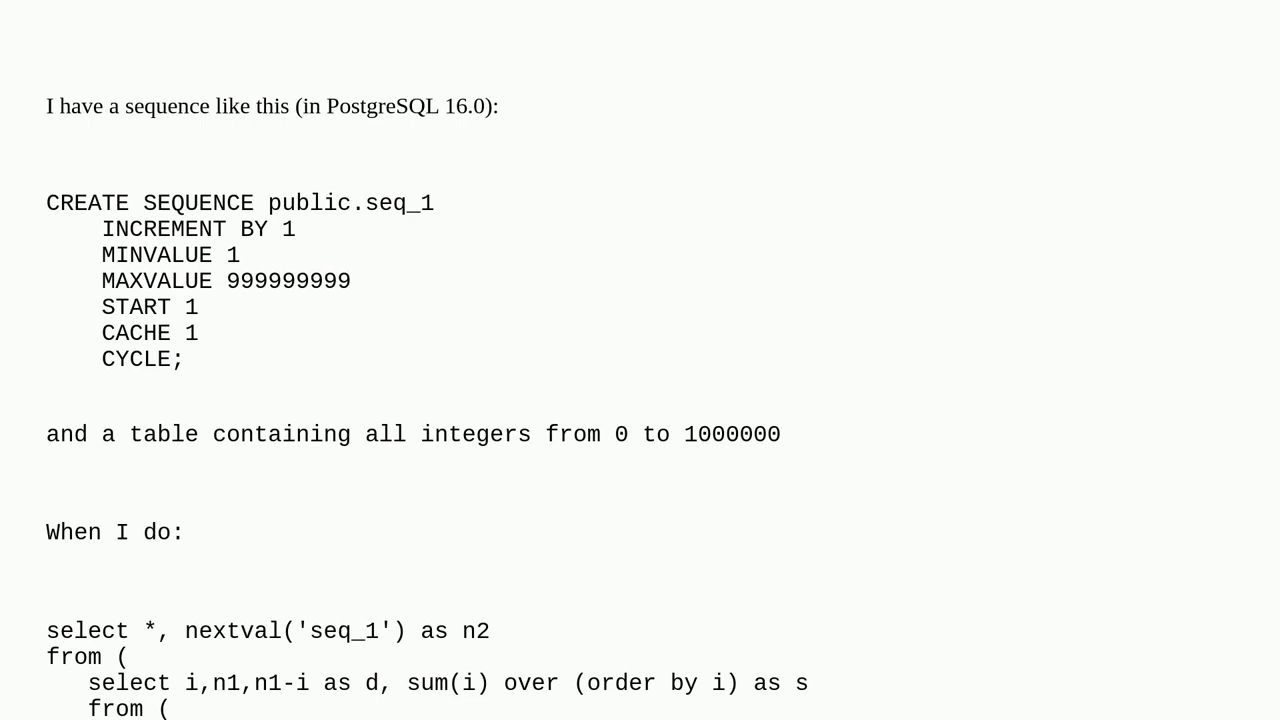 I have a sequence like this (in PostgreSQL 16.0):
CREATE SEQUENCE public.seq_1
    INCREMENT BY 1
    MINVALUE 1
    MAXVALUE 999999999
    START 1
    CACHE 1
    CYCLE;
and a table containing all integers from 0 to 1000000
When I do:
select *, nextval('seq_1') as n2
from (
   select i,n1,n1-i as d, sum(i) over (order by i) as s
   from (